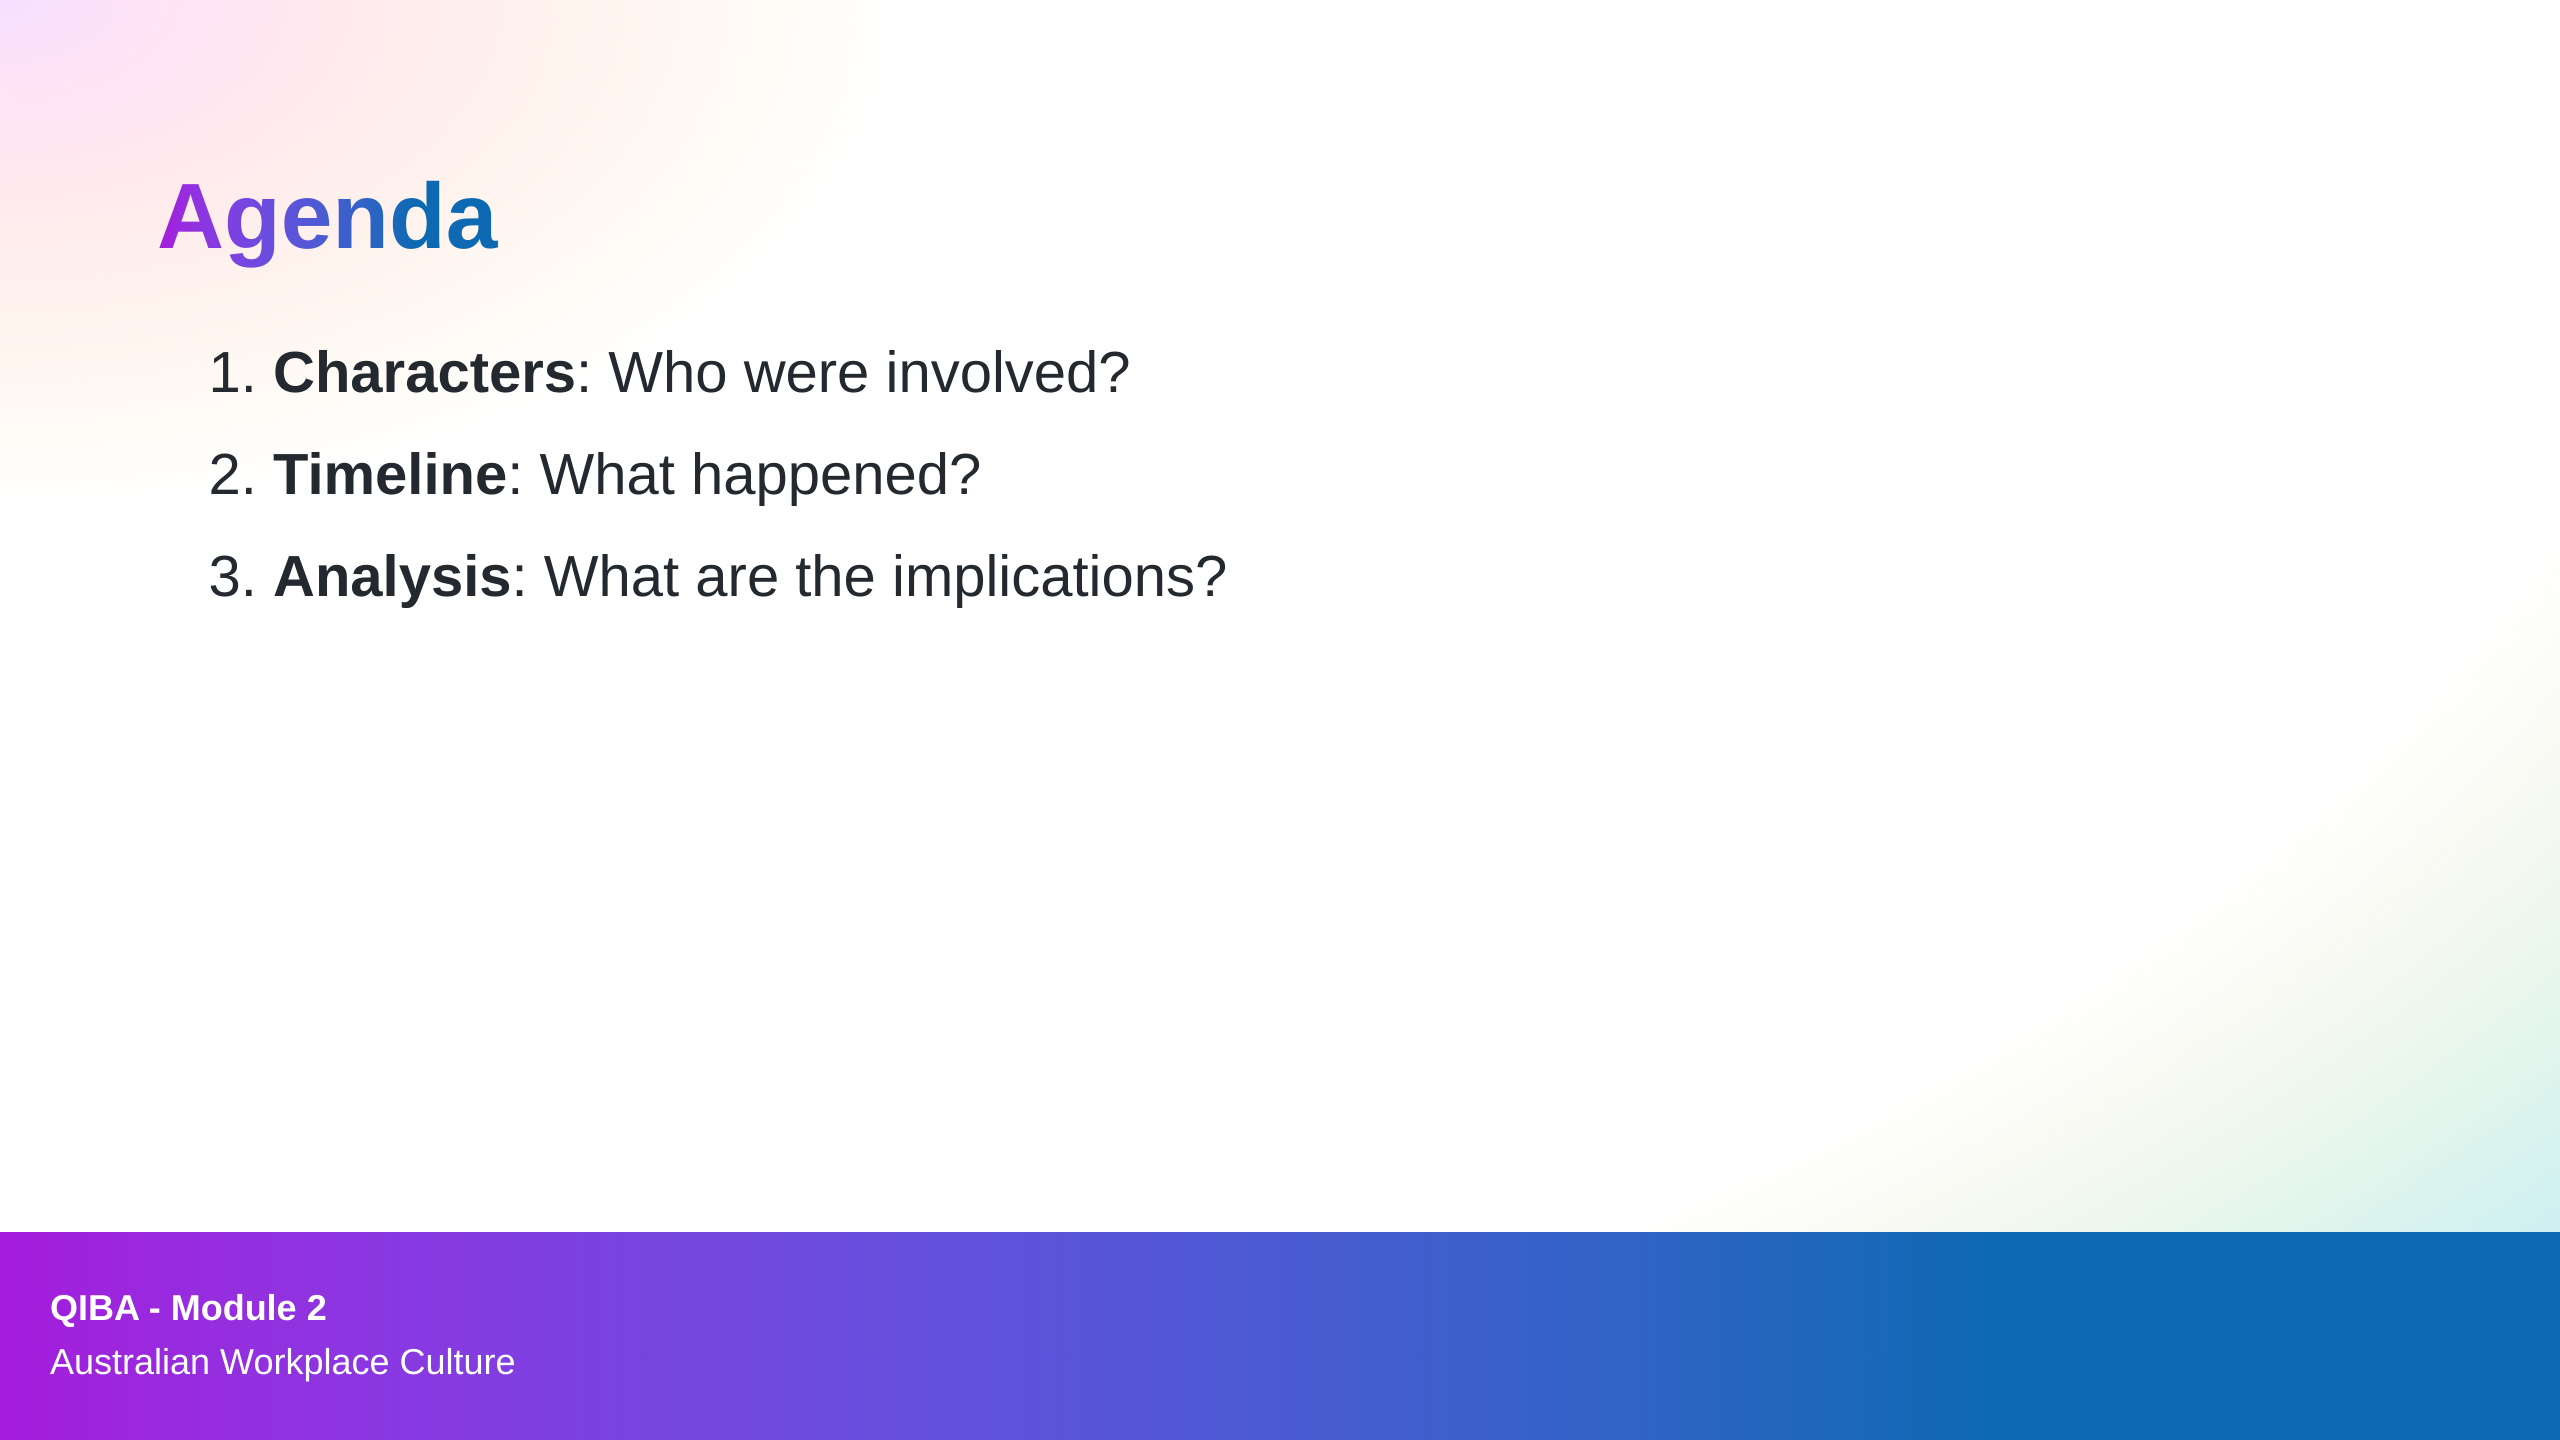 Agenda
1. Characters: Who were involved?
2. Timeline: What happened?
3. Analysis: What are the implications?
QIBA - Module 2
Australian Workplace Culture